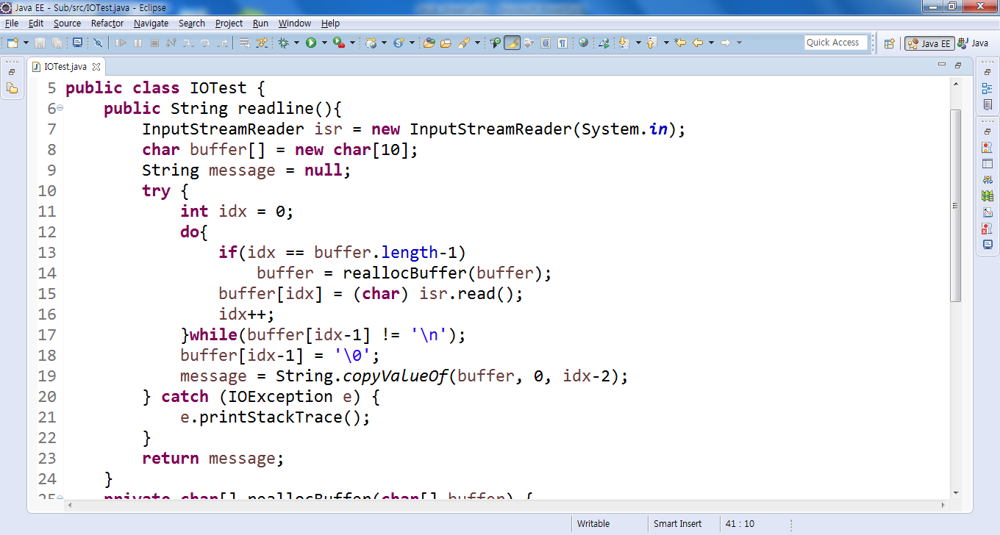 Java EE - Sub/src/IOTest.java - Eclipse
File Edit Source Refactor Navigate Search Project Run Window Help
Quick Access
Java EE
Java
IOTest.java
5 public class IOTest {
6     public String readline(){
7         InputStreamReader isr = new InputStreamReader(System.in);
8         char buffer[] = new char[10];
9         String message = null;
10         try {
11             int idx = 0;
12             do{
13                 if(idx == buffer.length-1)
14                     buffer = reallocBuffer(buffer);
15                 buffer[idx] = (char) isr.read();
16                 idx++;
17             }while(buffer[idx-1] != '\n');
18             buffer[idx-1] = '\0';
19             message = String.copyValueOf(buffer, 0, idx-2);
20         } catch (IOException e) {
21             e.printStackTrace();
22         }
23         return message;
24     }
25     private char[] reallocBuffer(char[] buffer) {
Writable
Smart Insert
41 : 10